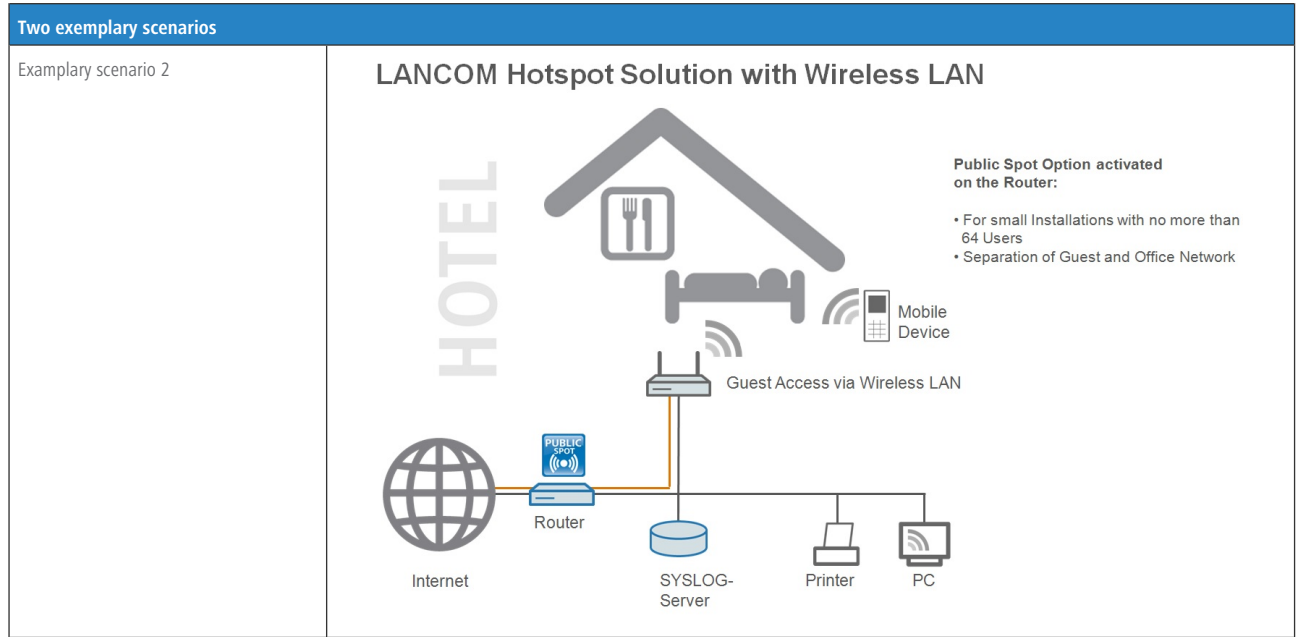 Two exemplary scenarios
Examplary scenario 2
LANCOM Hotspot Solution with Wireless LAN
HOTEL
Public Spot Option activated
on the Router:
• For small Installations with no more than
64 Users
• Separation of Guest and Office Network
Mobile
Device
Guest Access via Wireless LAN
PUBLIC
SPOT
Router
Internet
SYSLOG-
Server
Printer
PC